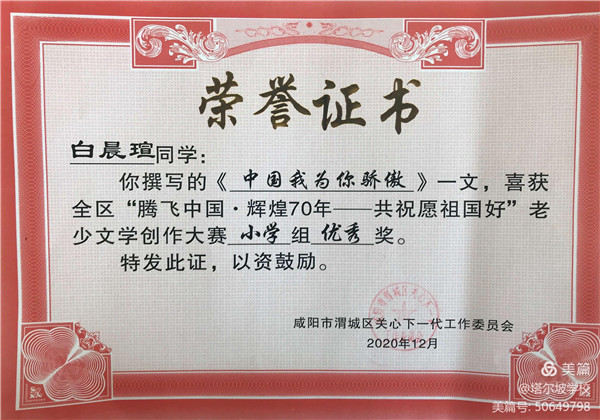 荣誉证书
白晨瑄同学：
你撰写的《中国我为你骄傲》一文，喜获
全区“腾飞中国·辉煌70年——共祝愿祖国好”老
少文学创作大赛小学组优秀奖。
特发此证，以资鼓励。
咸阳市渭城区关心下一代工作委员会
2020年12月
美篇
@塔尔坡学校
美篇号: 50649798